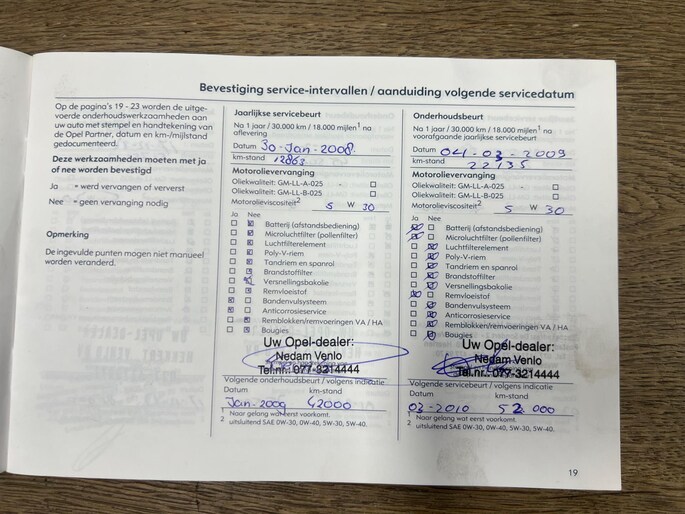 Bevestiging service-intervallen / aanduiding volgende servicedatum
Op de pagina's 19 - 23 worden de uitge-
voerde onderhoudswerkzaamheden aan
uw auto met stempel en handtekening van
de Opel Partner, datum en km-/mijlstand
gedocumenteerd.
Deze werkzaamheden moeten met ja
of nee worden bevestigd
Ja = werd vervangen of ververst
Nee = geen vervanging nodig
Opmerking
De ingevulde punten mogen niet manueel
worden veranderd.
Jaarlijkse servicebeurt
Na 1 jaar / 30.000 km / 18.000 mijlen1 na
aflevering
Datum 30-Jan-2008
km-stand 12863
Motorolievervanging
Oliekwaliteit: GM-LL-A-025
Oliekwaliteit: GM-LL-B-025
Motorolieviscositeit2 5 W 30
Ja Nee
Batterij (afstandsbediening)
Microluchtfilter (pollenfilter)
Luchtfilterelement
Poly-V-riem
Tandriem en spanrol
Brandstoffilter
Versnellingsbakolie
Remvloeistof
Bandenvulsysteem
Anticorrosieservice
Remblokken/remvoeringen VA / HA
Bougies
Uw Opel-dealer:
Nedam Venlo
Tel.nr.: 077-3214444
Volgende onderhoudsbeurt / volgens indicatie
Datum km-stand
Jan-2009 42000
1 Naar gelang wat eerst voorkomt.
2 uitsluitend SAE 0W-30, 0W-40, 5W-30, 5W-40.
Onderhoudsbeurt
Na 1 jaar / 30.000 km / 18.000 mijlen1 na
voorafgaande jaarlijkse servicebeurt
Datum 04-03-2009
km-stand 22135
Motorolievervanging
Oliekwaliteit: GM-LL-A-025
Oliekwaliteit: GM-LL-B-025
Motorolieviscositeit2 5 W 30
Ja Nee
Batterij (afstandsbediening)
Microluchtfilter (pollenfilter)
Luchtfilterelement
Poly-V-riem
Tandriem en spanrol
Brandstoffilter
Versnellingsbakolie
Remvloeistof
Bandenvulsysteem
Anticorrosieservice
Remblokken/remvoeringen VA / HA
Bougies
Uw Opel-dealer:
Nedam Venlo
Tel.nr.: 077-3214444
Volgende servicebeurt / volgens indicatie
Datum km-stand
03-2010 52 000
1 Naar gelang wat eerst voorkomt.
2 uitsluitend SAE 0W-30, 0W-40, 5W-30, 5W-40.
19